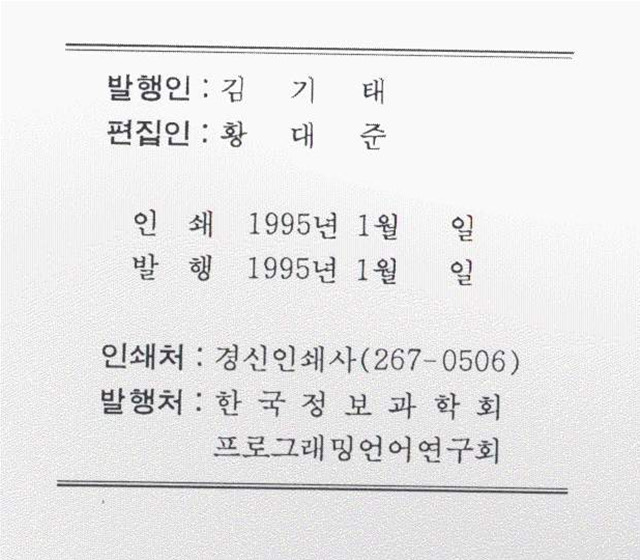 발행인 : 김 기 태
편집인 : 황 대 준
인 쇄 1995년 1월 일
발 행 1995년 1월 일
인쇄처 : 경신인쇄사(267-0506)
발행처 : 한 국 정 보 과 학 회
프로그래밍언어연구회